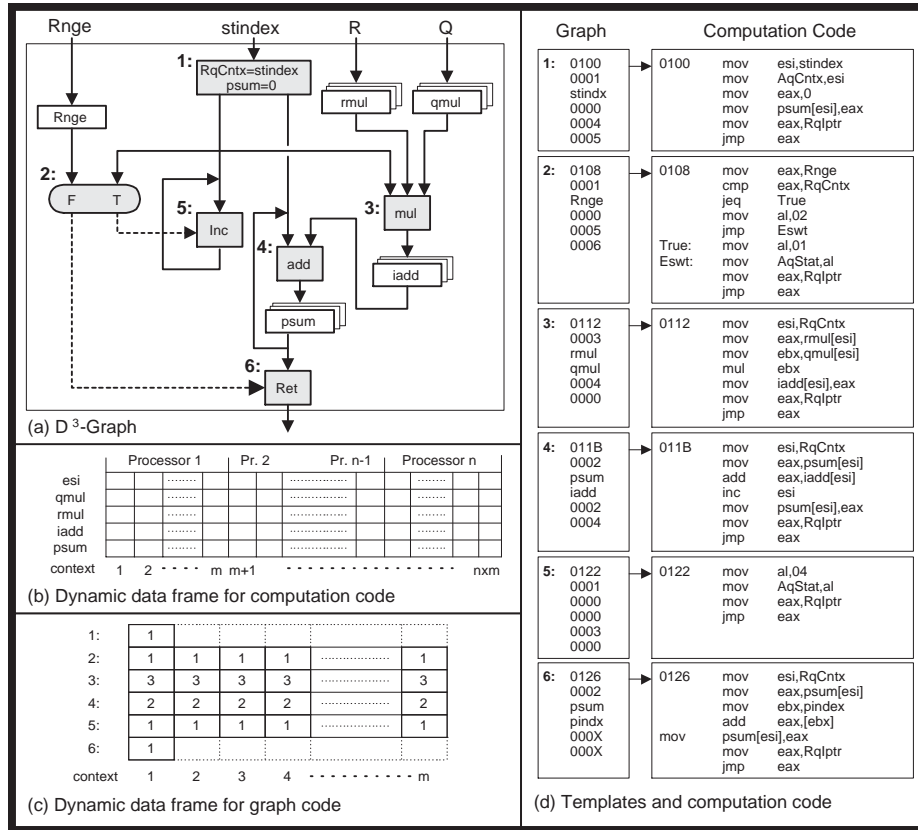 Rnge stindex R Q
1:
RqCntx=stindex
psum=0
rmul qmul
Rnge
2:
F T
5:
Inc
3:
mul
4:
add
iadd
psum
6:
Ret
(a) D³-Graph
Processor 1 Pr. 2 Pr. n-1 Processor n
esi
qmul
rmul
iadd
psum
context 1 2 m m+1 nxm
(b) Dynamic data frame for computation code
1: 1
2: 1 1 1 1 1
3: 3 3 3 3 3
4: 2 2 2 2 2
5: 1 1 1 1 1
6: 1
context 1 2 3 4 m
(c) Dynamic data frame for graph code
Graph Computation Code
1: 0100 0100 mov esi,stindex
0001 mov AqCntx,esi
stindx mov eax,0
0000 mov psum[esi],eax
0004 mov eax,RqIptr
0005 jmp eax
2: 0108 0108 mov eax,Rnge
0001 cmp eax,RqCntx
Rnge jeq True
0000 mov al,02
0005 jmp Eswt
0006 True: mov al,01
Eswt: mov AqStat,al
mov eax,RqIptr
jmp eax
3: 0112 0112 mov esi,RqCntx
0003 mov eax,rmul[esi]
rmul mov ebx,qmul[esi]
qmul mul ebx
0004 mov iadd[esi],eax
0000 mov eax,RqIptr
jmp eax
4: 011B 011B mov esi,RqCntx
0002 mov eax,psum[esi]
psum add eax,iadd[esi]
iadd inc esi
0002 mov psum[esi],eax
0004 mov eax,RqIptr
jmp eax
5: 0122 0122 mov al,04
0001 mov AqStat,al
0000 mov eax,RqIptr
0000 jmp eax
0003
0000
6: 0126 0126 mov esi,RqCntx
0002 mov eax,psum[esi]
psum mov ebx,pindex
pindx add eax,[ebx]
000X mov psum[esi],eax
000X mov eax,RqIptr
jmp eax
(d) Templates and computation code